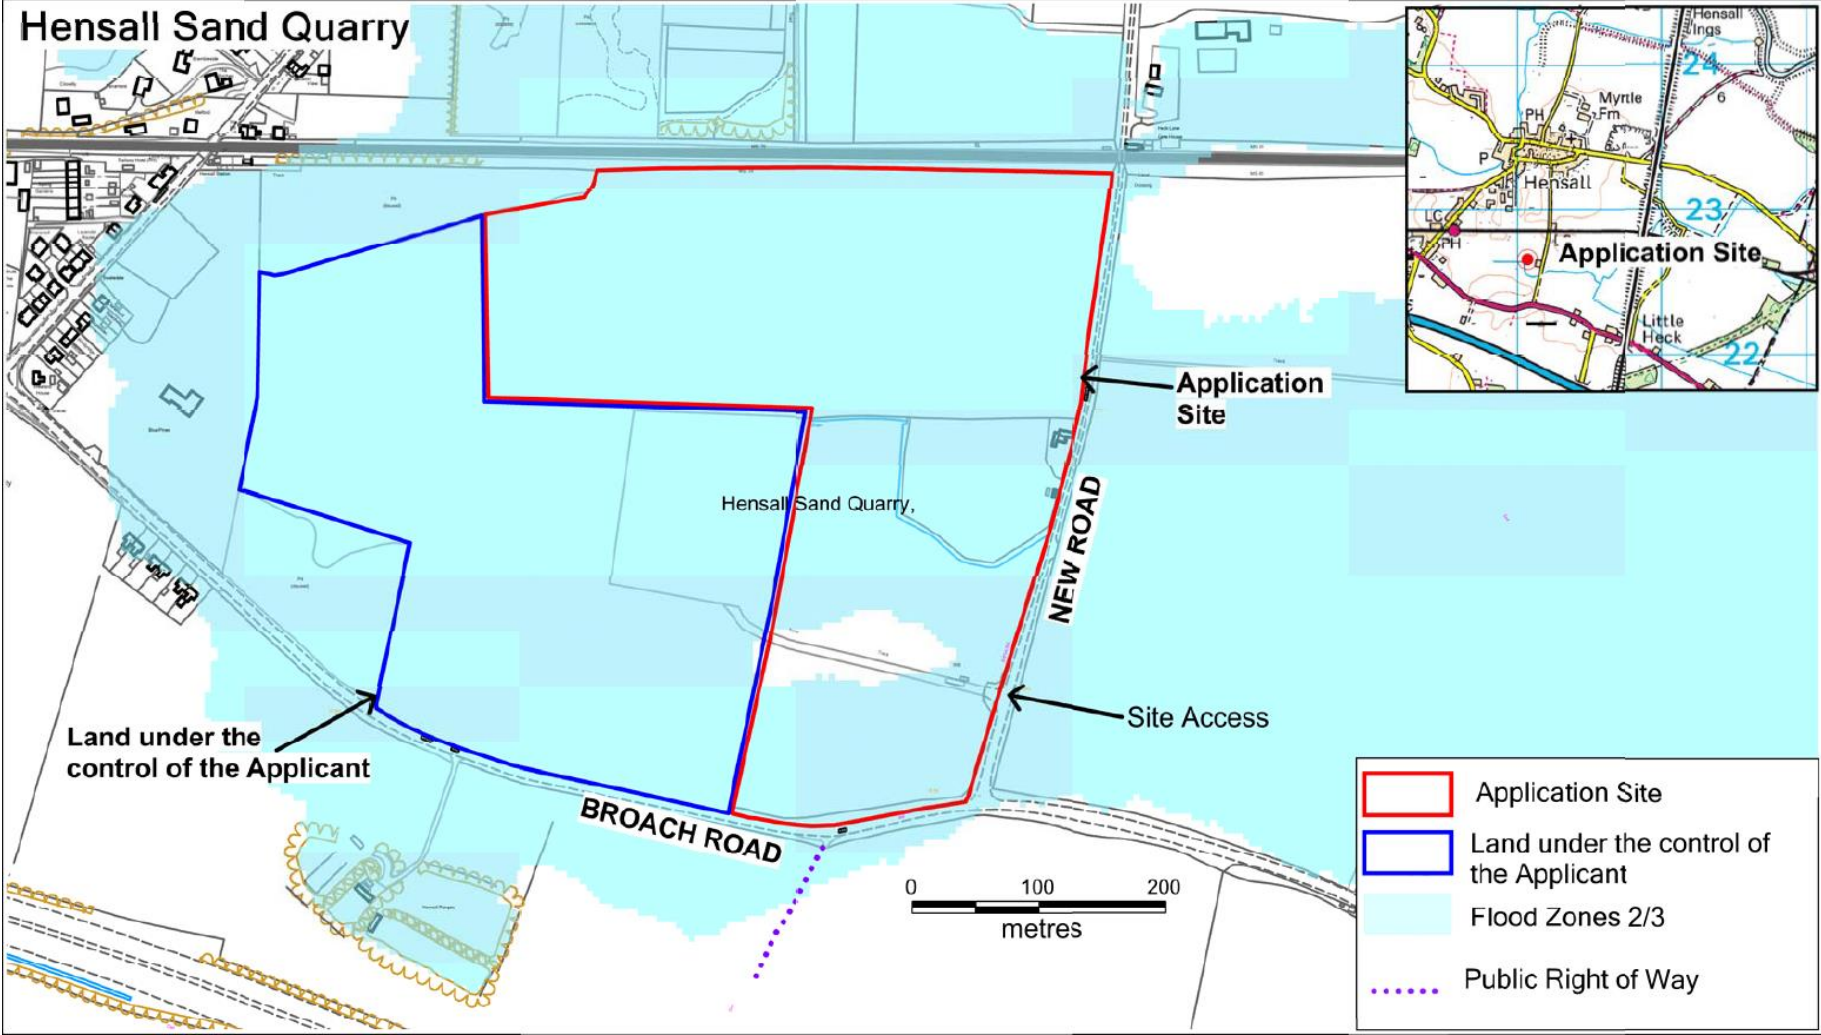 Hensall Sand Quarry
Hensall
Ings
24
6
Myrtle
Fm
PH
P
Hensall
23
LC
PH
Application Site
Little
Heck
22
Application
Site
Hensall Sand Quarry,
NEW ROAD
Track
Site Access
Land under the
control of the Applicant
BROACH ROAD
0 100 200
metres
Application Site
Land under the control of
the Applicant
Flood Zones 2/3
Public Right of Way